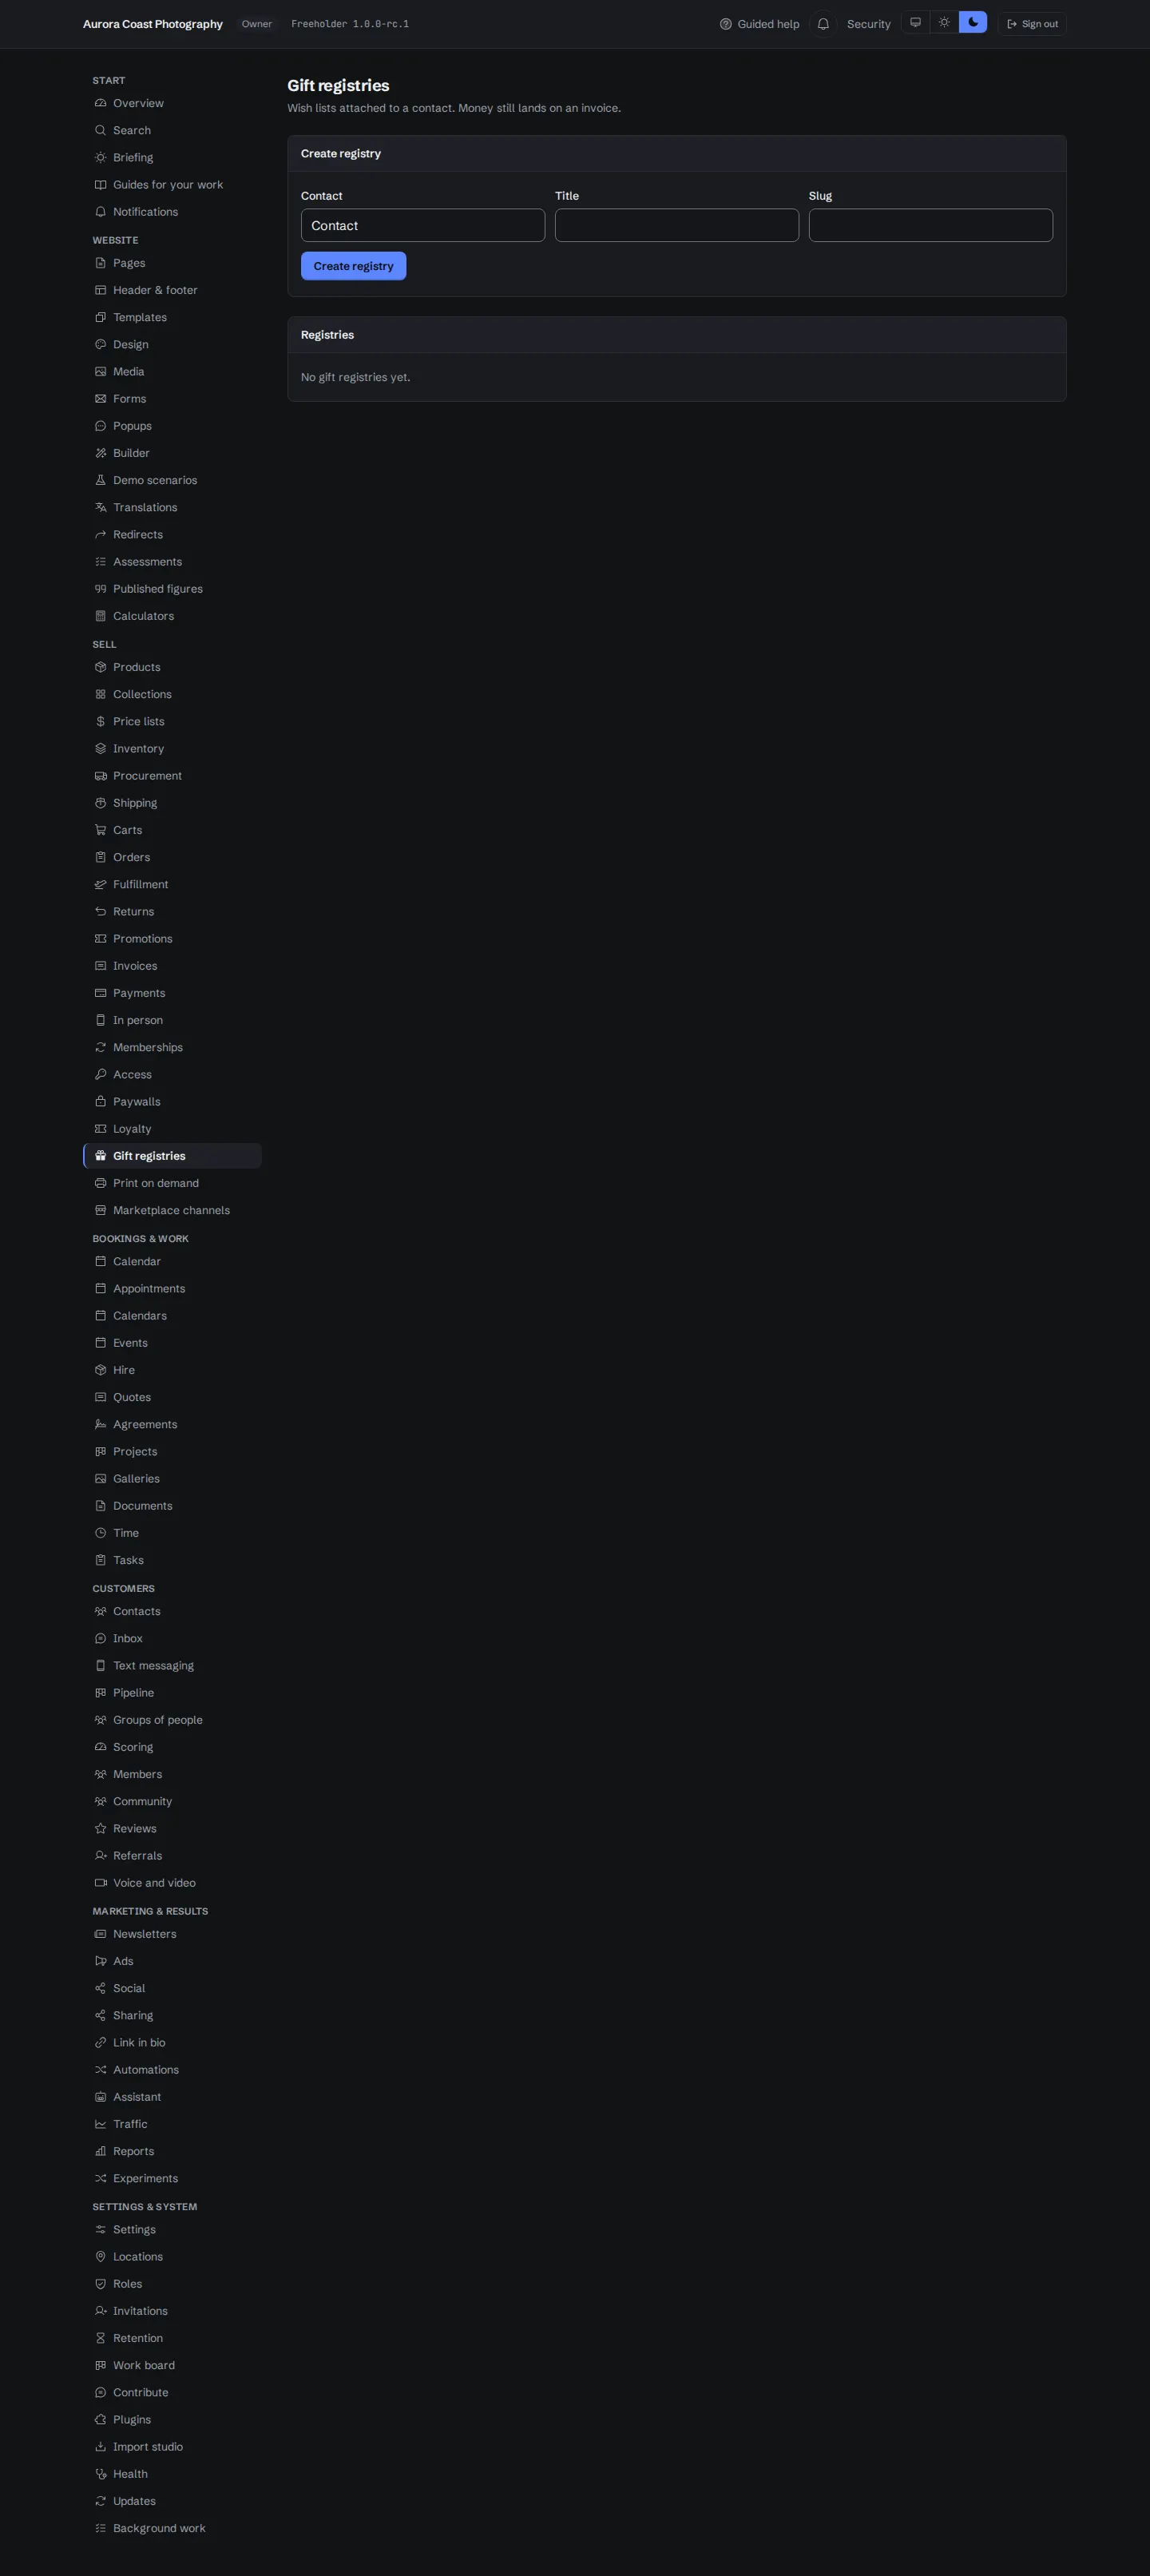 Aurora Coast Photography Owner Freeholder 1.0.0-rc.1 Guided help Security Sign out
START
Overview
Search
Briefing
Guides for your work
Notifications
WEBSITE
Pages
Header & footer
Templates
Design
Media
Forms
Popups
Builder
Demo scenarios
Translations
Redirects
Assessments
Published figures
Calculators
SELL
Products
Collections
Price lists
Inventory
Procurement
Shipping
Carts
Orders
Fulfillment
Returns
Promotions
Invoices
Payments
In person
Memberships
Access
Paywalls
Loyalty
Gift registries
Print on demand
Marketplace channels
BOOKINGS & WORK
Calendar
Appointments
Calendars
Events
Hire
Quotes
Agreements
Projects
Galleries
Documents
Time
Tasks
CUSTOMERS
Contacts
Inbox
Text messaging
Pipeline
Groups of people
Scoring
Members
Community
Reviews
Referrals
Voice and video
MARKETING & RESULTS
Newsletters
Ads
Social
Sharing
Link in bio
Automations
Assistant
Traffic
Reports
Experiments
SETTINGS & SYSTEM
Settings
Locations
Roles
Invitations
Retention
Work board
Contribute
Plugins
Import studio
Health
Updates
Background work
Gift registries
Wish lists attached to a contact. Money still lands on an invoice.
Create registry
Contact Title Slug
Contact
Create registry
Registries
No gift registries yet.